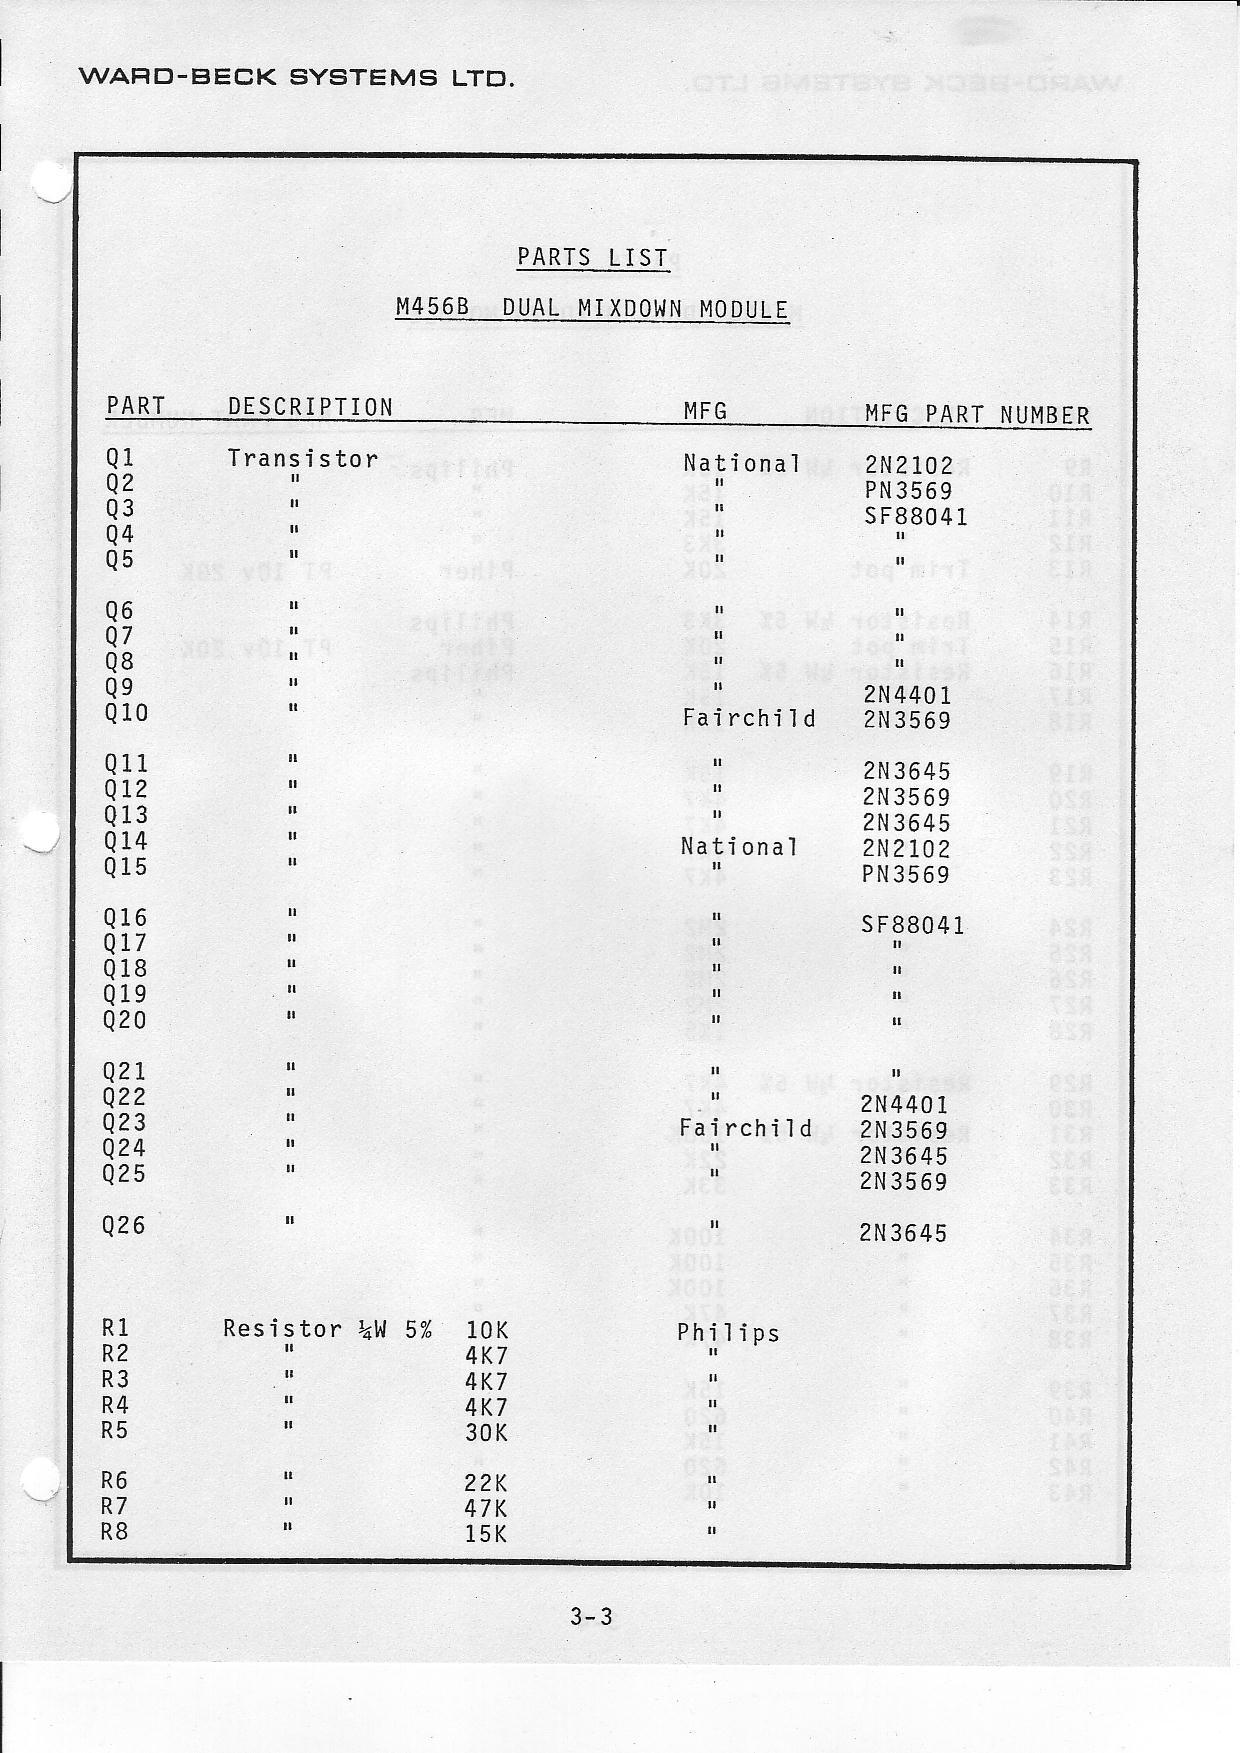 WARD-BECK SYSTEMS LTD.
PARTS LIST
M456B DUAL MIXDOWN MODULE
PART DESCRIPTION MFG MFG PART NUMBER
Q1 Transistor National 2N2102
Q2 " " PN3569
Q3 " " SF88041
Q4 " " "
Q5 " " "
Q6 " " "
Q7 " " "
Q8 " " "
Q9 " " 2N4401
Q10 " Fairchild 2N3569
Q11 " " 2N3645
Q12 " " 2N3569
Q13 " " 2N3645
Q14 " National 2N2102
Q15 " " PN3569
Q16 " " SF88041
Q17 " " "
Q18 " " "
Q19 " " "
Q20 " " "
Q21 " " "
Q22 " " 2N4401
Q23 " Fairchild 2N3569
Q24 " " 2N3645
Q25 " " 2N3569
Q26 " " 2N3645
R1 Resistor ¼W 5% 10K Philips
R2 " 4K7 "
R3 " 4K7 "
R4 " 4K7 "
R5 " 30K "
R6 " 22K "
R7 " 47K "
R8 " 15K "
3-3